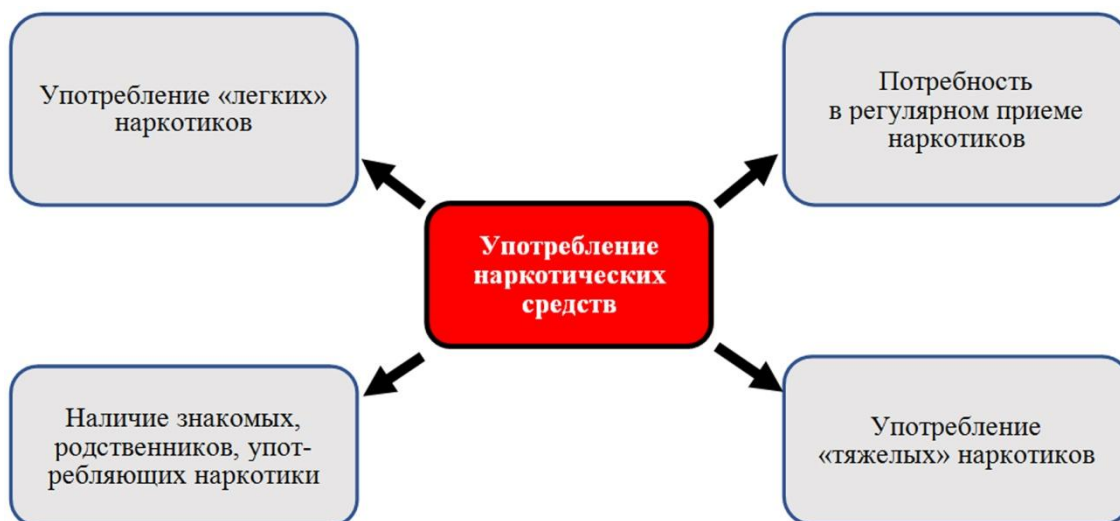 Употребление «легких»
наркотиков
Потребность
в регулярном приеме
наркотиков
Употребление
наркотических
средств
Наличие знакомых,
родственников, упот-
ребляющих наркотики
Употребление
«тяжелых» наркотиков